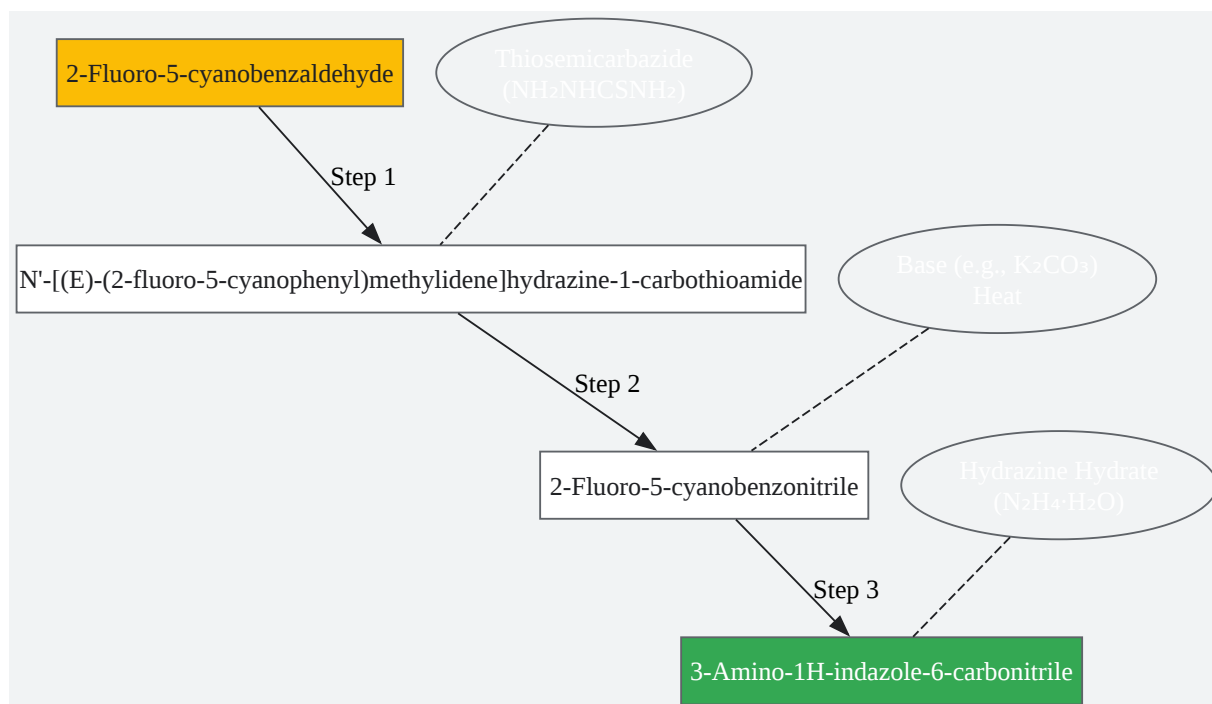 2-Fluoro-5-cyanobenzaldehyde
Thiosemicarbazide
(NH₂NHCSNH₂)
Step 1
N'-[(E)-(2-fluoro-5-cyanophenyl)methylidene]hydrazine-1-carbothioamide
Base (e.g., K₂CO₃)
Heat
Step 2
2-Fluoro-5-cyanobenzonitrile
Hydrazine Hydrate
(N₂H₄·H₂O)
Step 3
3-Amino-1H-indazole-6-carbonitrile